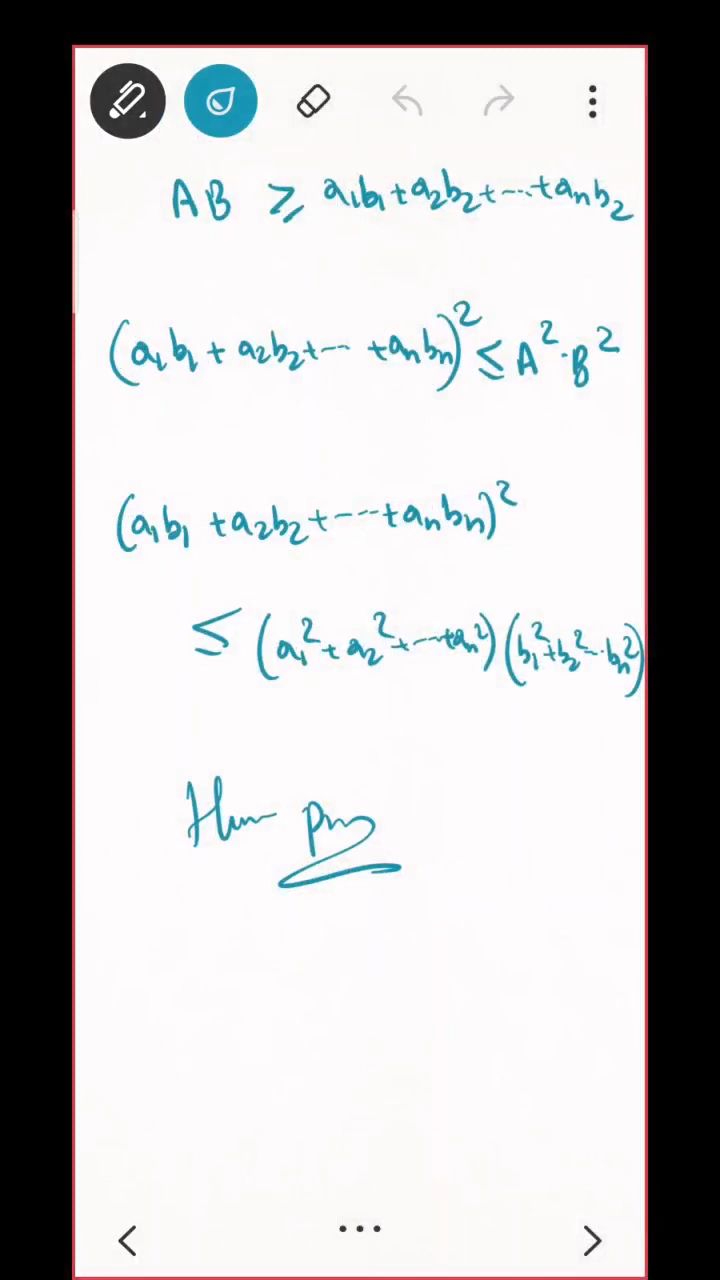 AB ≥ a₁b₁+a₂b₂+---+aₙb₂
(a₁b₁ + a₂b₂+--- +aₙbₙ)² ≤ A².B²
(a₁b₁ +a₂b₂+---+aₙbₙ)²
≤ (a₁²+a₂²+---+aₙ²)(b₁²+b₂²---bₙ²)